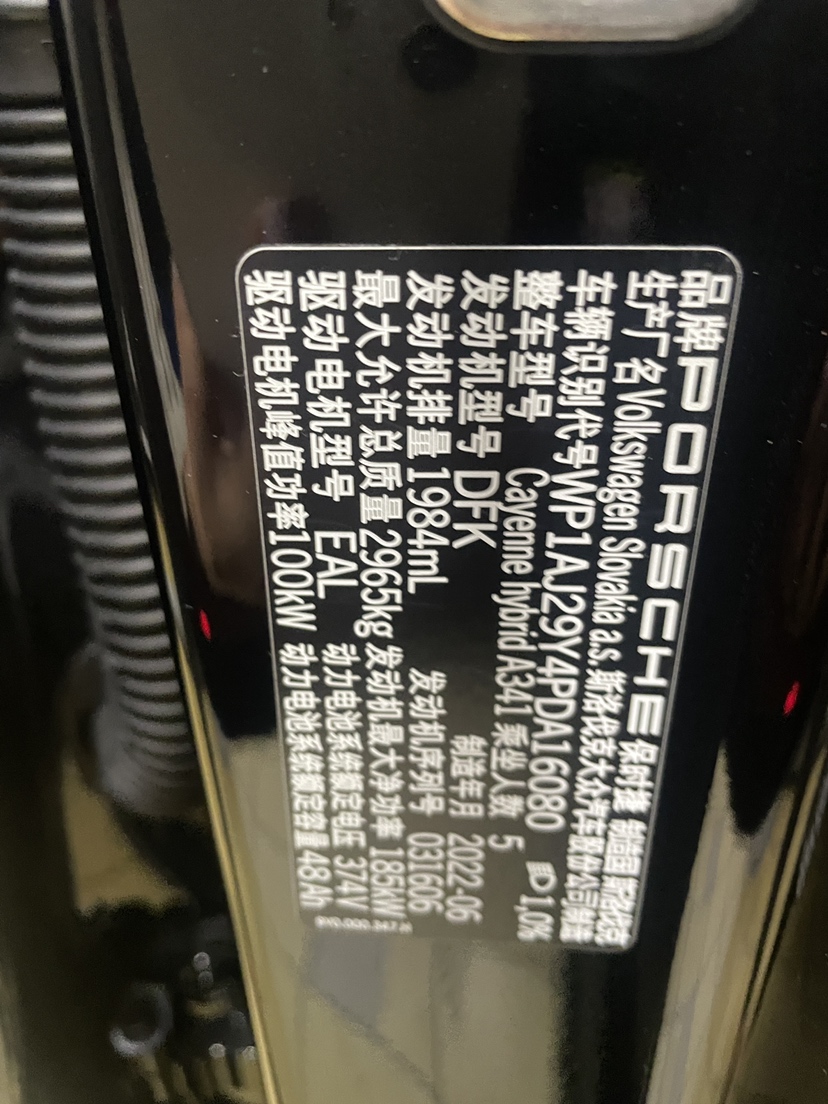 品牌 PORSCHE 保时捷 制造国 斯洛伐克
生产厂名 Volkswagen Slovakia a.s. 斯洛伐克大众汽车股份公司制造
车辆识别代号 WP1AJ29Y4PDA16080
整车型号 Cayenne hybrid A341 乘坐人数 5 1,0%
发动机型号 DFK 制造年月 2022-06
发动机排量 1984mL 发动机序列号 031606
最大允许总质量 2965kg 发动机最大净功率 185kW
驱动电机型号 EAL 动力电池系统额定电压 374V
驱动电机峰值功率 100kW 动力电池系统额定容量 48Ah